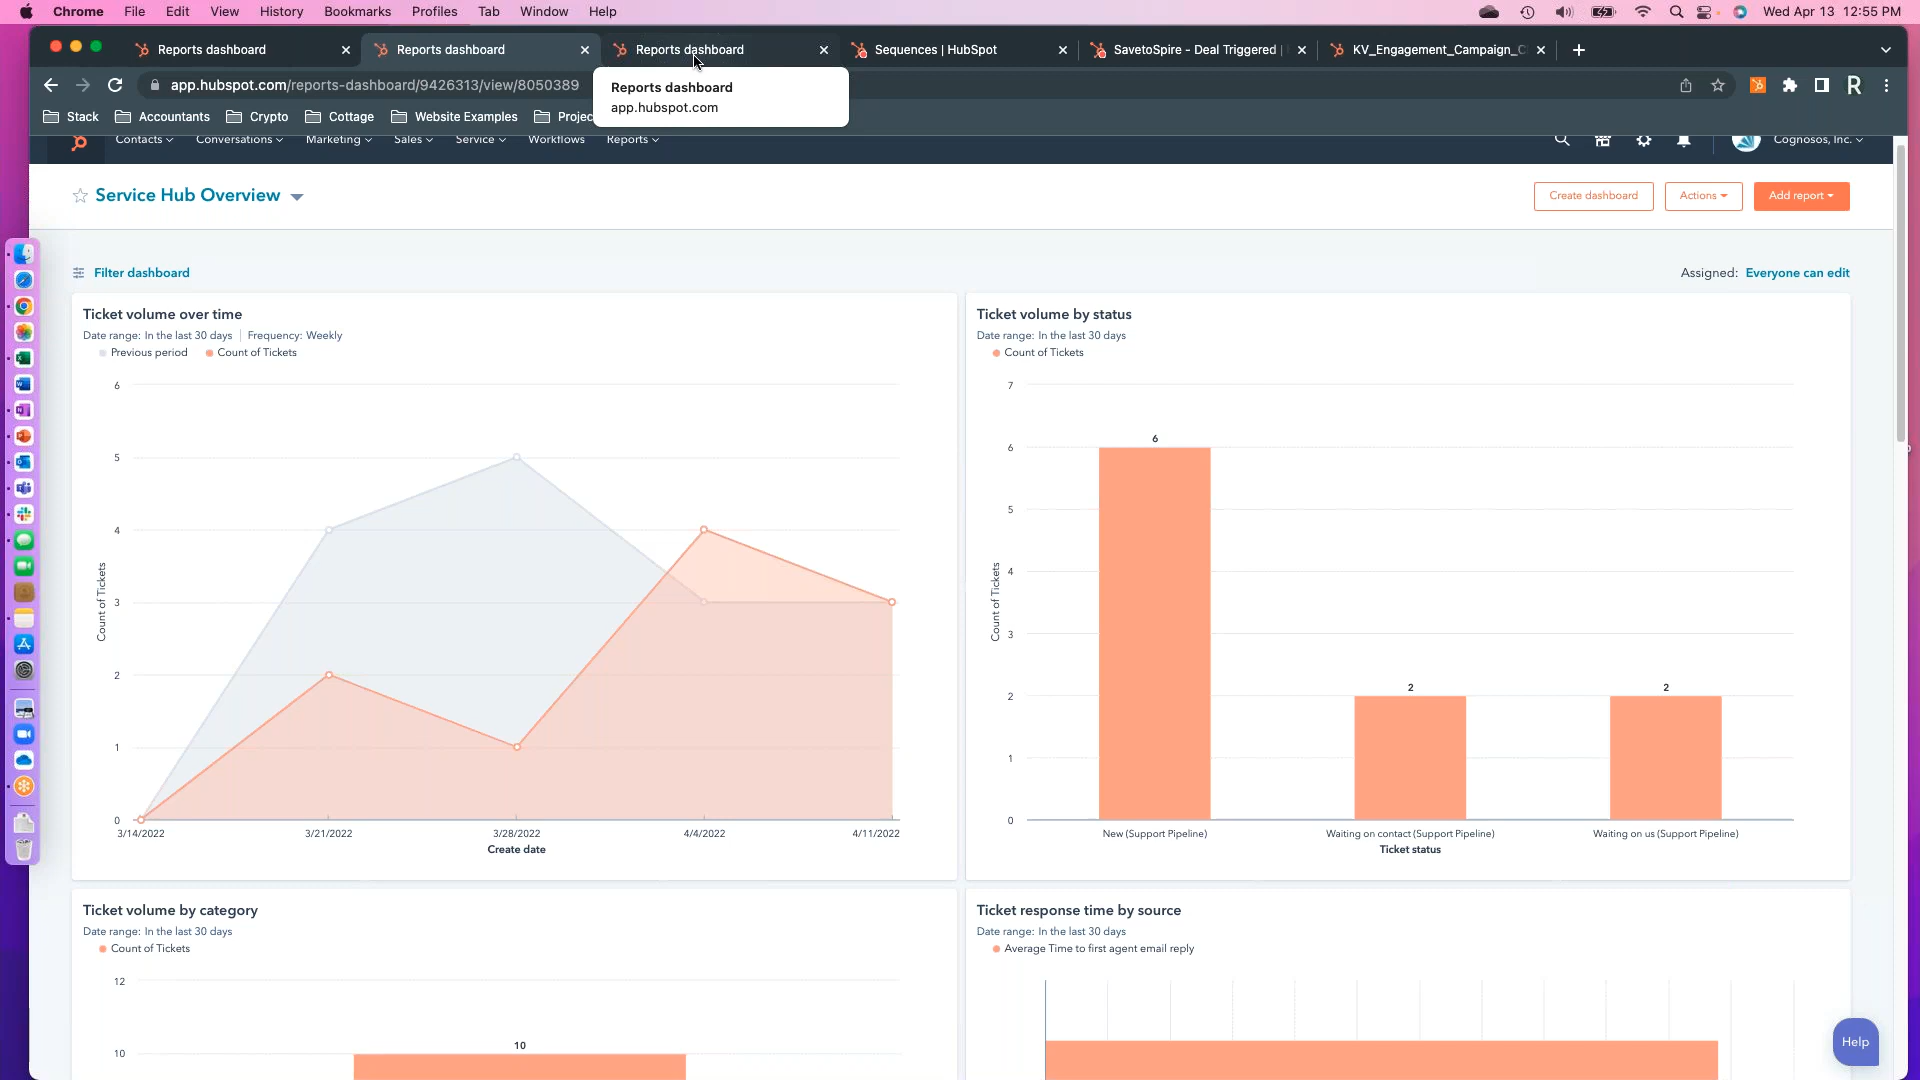 Chrome File Edit View History Bookmarks Profiles Tab Window Help Wed Apr 13 12:55 PM
Reports dashboard Reports dashboard Reports dashboard Sequences | HubSpot SavetoSpire - Deal Triggered | KV_Engagement_Campaign_C
app.hubspot.com/reports-dashboard/9426313/view/8050389 R
Reports dashboard
app.hubspot.com
Stack Accountants Crypto Cottage Website Examples Projec
Contacts Conversations Marketing Sales Service Workflows Reports Cognosos, Inc.
Service Hub Overview Create dashboard Actions Add report
Filter dashboard Assigned: Everyone can edit
Ticket volume over time
Date range: In the last 30 days | Frequency: Weekly
Previous period Count of Tickets
6
5
4
3
2
1
0
Count of Tickets
3/14/2022 3/21/2022 3/28/2022 4/4/2022 4/11/2022
Create date
Ticket volume by status
Date range: In the last 30 days
Count of Tickets
7
6
5
4
3
2
1
0
Count of Tickets
6 2 2
New (Support Pipeline) Waiting on contact (Support Pipeline) Waiting on us (Support Pipeline)
Ticket status
Ticket volume by category
Date range: In the last 30 days
Count of Tickets
12
10
10
Ticket response time by source
Date range: In the last 30 days
Average Time to first agent email reply
Help